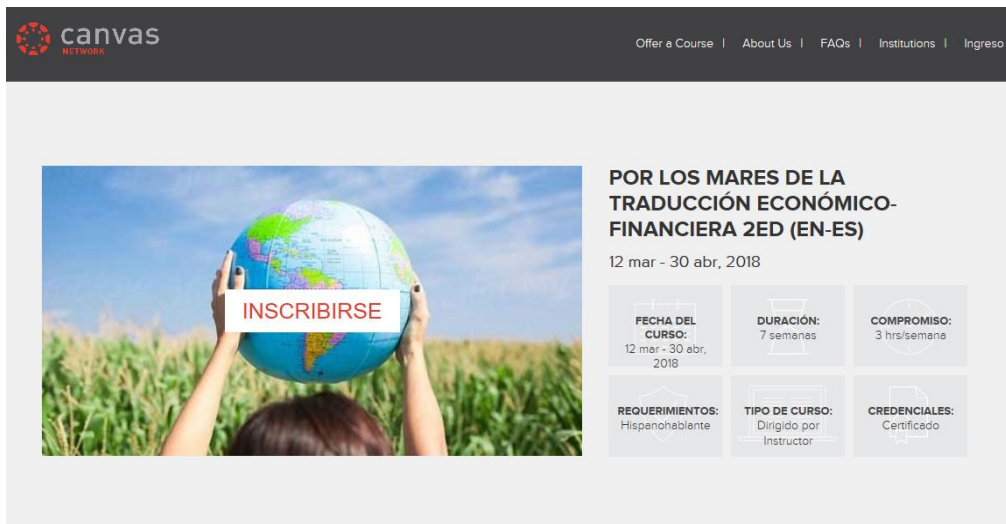 canvas
NETWORK
Offer a Course | About Us | FAQs | Institutions | Ingreso
INSCRIBIRSE
POR LOS MARES DE LA
TRADUCCIÓN ECONÓMICO-
FINANCIERA 2ED (EN-ES)
12 mar - 30 abr, 2018
FECHA DEL
CURSO:
12 mar - 30 abr,
2018
DURACIÓN:
7 semanas
COMPROMISO:
3 hrs/semana
REQUERIMIENTOS:
Hispanohablante
TIPO DE CURSO:
Dirigido por
Instructor
CREDENCIALES:
Certificado